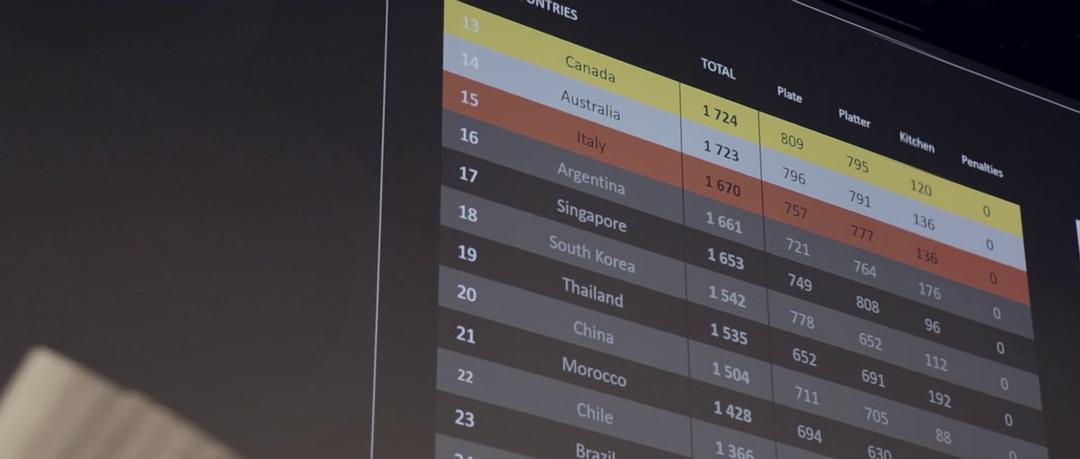 NTRIES TOTAL Plate Platter Kitchen Penalties
13 Canada 1 724 809 795 120 0
14 Australia 1 723 796 791 136 0
15 Italy 1 670 757 777 136 0
16 Argentina 1 661 721 764 176 0
17 Singapore 1 653 749 808 96 0
18 South Korea 1 542 778 652 112 0
19 Thailand 1 535 652 691 192 0
20 China 1 504 711 705 88 0
21 Morocco 1 428 694 630
22 Chile 1 366
23 Brazil